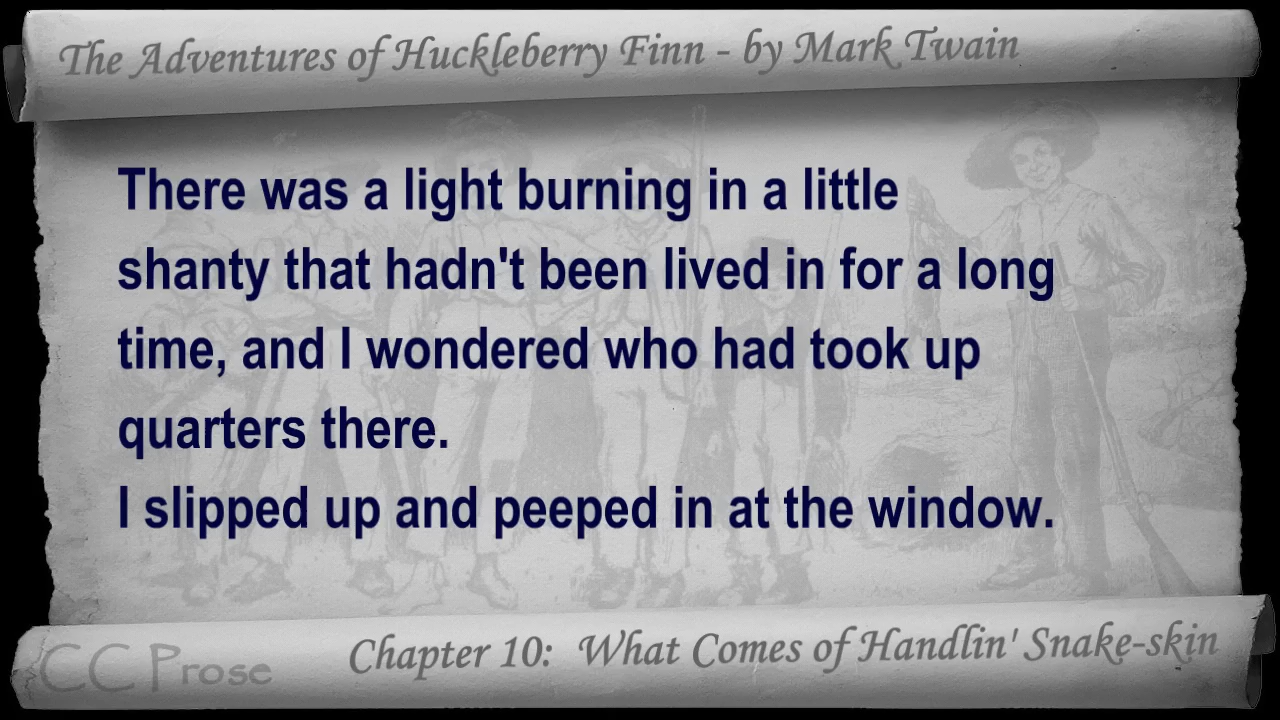 The Adventures of Huckleberry Finn - by Mark Twain
There was a light burning in a little
shanty that hadn't been lived in for a long
time, and I wondered who had took up
quarters there.
I slipped up and peeped in at the window.
Chapter 10: What Comes of Handlin' Snake-skin
CC Prose